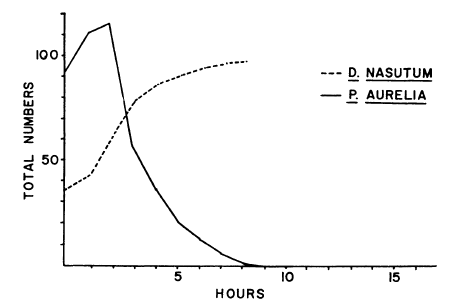 100
50
TOTAL NUMBERS
D. NASUTUM
P. AURELIA
5
10
15
HOURS